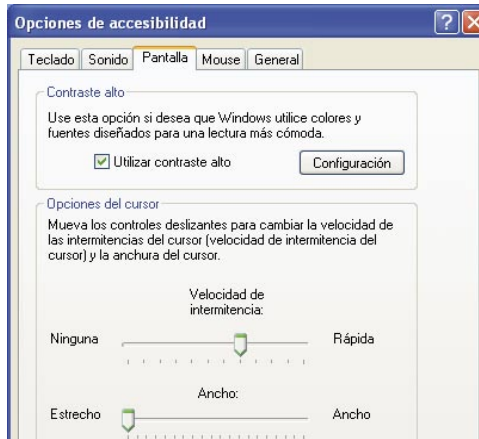 Opciones de accesibilidad
Teclado Sonido Pantalla Mouse General
Contraste alto
Use esta opción si desea que Windows utilice colores y
fuentes diseñados para una lectura más cómoda.
Utilizar contraste alto Configuración
Opciones del cursor
Mueva los controles deslizantes para cambiar la velocidad de
las intermitencias del cursor (velocidad de intermitencia del
cursor) y la anchura del cursor.
Velocidad de
intermitencia:
Ninguna Rápida
Ancho:
Estrecho Ancho